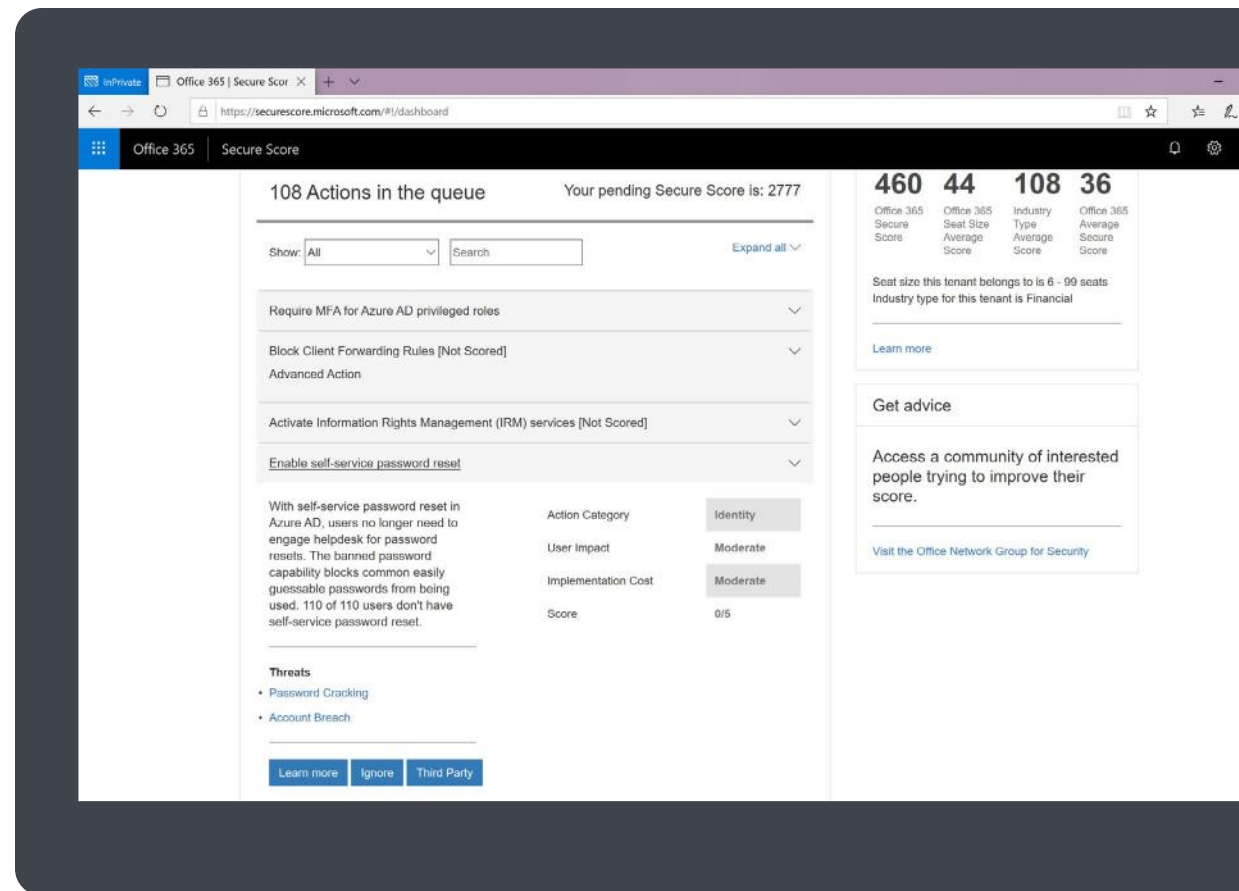 InPrivate
Office 365 | Secure Scor
https://securescore.microsoft.com/#!/dashboard
Office 365
Secure Score
108 Actions in the queue
Your pending Secure Score is: 2777
Show:
All
Search
Expand all
Require MFA for Azure AD privileged roles
Block Client Forwarding Rules [Not Scored]
Advanced Action
Activate Information Rights Management (IRM) services [Not Scored]
Enable self-service password reset
With self-service password reset in
Azure AD, users no longer need to
engage helpdesk for password
resets. The banned password
capability blocks common easily
guessable passwords from being
used. 110 of 110 users don't have
self-service password reset.
Action Category
Identity
User Impact
Moderate
Implementation Cost
Moderate
Score
0/5
Threats
• Password Cracking
• Account Breach
Learn more
Ignore
Third Party
460
Office 365
Secure
Score
44
Office 365
Seat Size
Average
Score
108
Industry
Type
Average
Score
36
Office 365
Average
Secure
Score
Seat size this tenant belongs to is 6 - 99 seats
Industry type for this tenant is Financial
Learn more
Get advice
Access a community of interested
people trying to improve their
score.
Visit the Office Network Group for Security